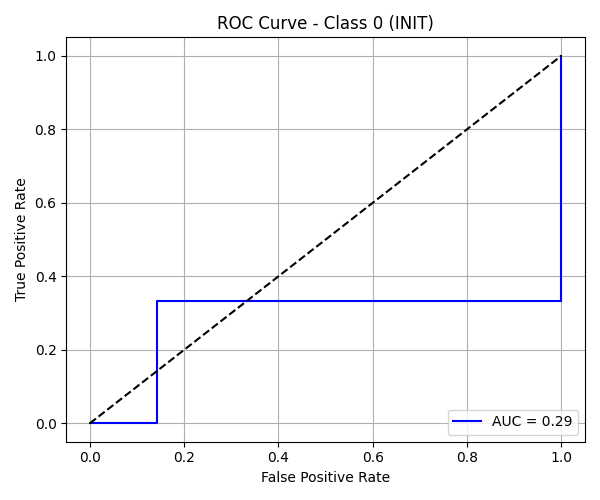 ROC Curve - Class 0 (INIT)
True Positive Rate
1.0
0.8
0.6
0.4
0.2
0.0
0.0 0.2 0.4 0.6 0.8 1.0
False Positive Rate
AUC = 0.29